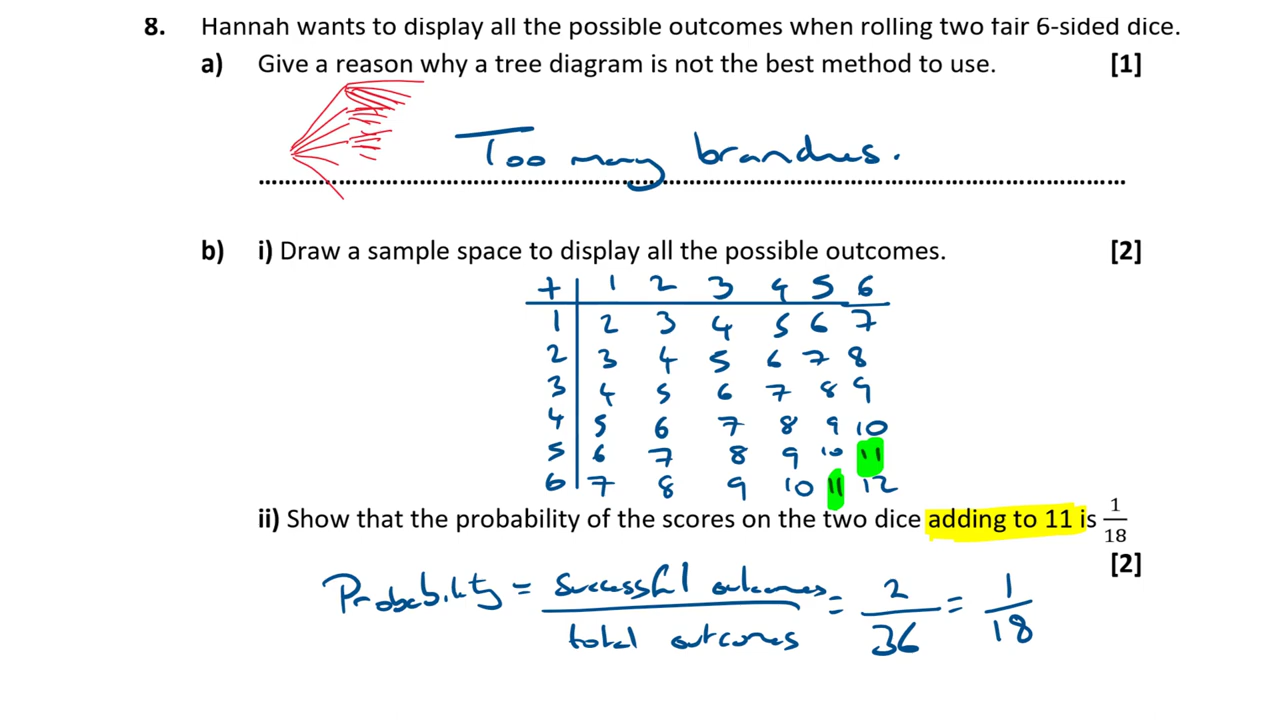 8. Hannah wants to display all the possible outcomes when rolling two fair 6-sided dice.
a) Give a reason why a tree diagram is not the best method to use. [1]
Too many branches.
b) i) Draw a sample space to display all the possible outcomes. [2]
+ 1 2 3 4 5 6
1 2 3 4 5 6 7
2 3 4 5 6 7 8
3 4 5 6 7 8 9
4 5 6 7 8 9 10
5 6 7 8 9 10 11
6 7 8 9 10 11 12
ii) Show that the probability of the scores on the two dice adding to 11 is 1/18
[2]
Probability = successful outcomes / total outcomes = 2/36 = 1/18